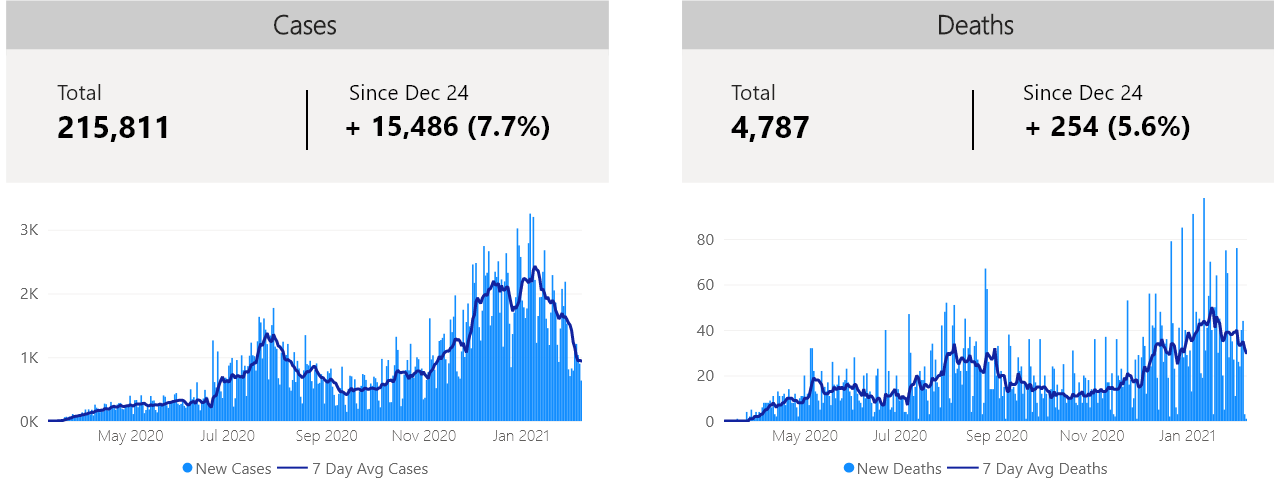 Cases
Total
215,811
Since Dec 24
+ 15,486 (7.7%)
3K
2K
1K
0K
May 2020 Jul 2020 Sep 2020 Nov 2020 Jan 2021
New Cases 7 Day Avg Cases
Deaths
Total
4,787
Since Dec 24
+ 254 (5.6%)
80
60
40
20
0
May 2020 Jul 2020 Sep 2020 Nov 2020 Jan 2021
New Deaths 7 Day Avg Deaths